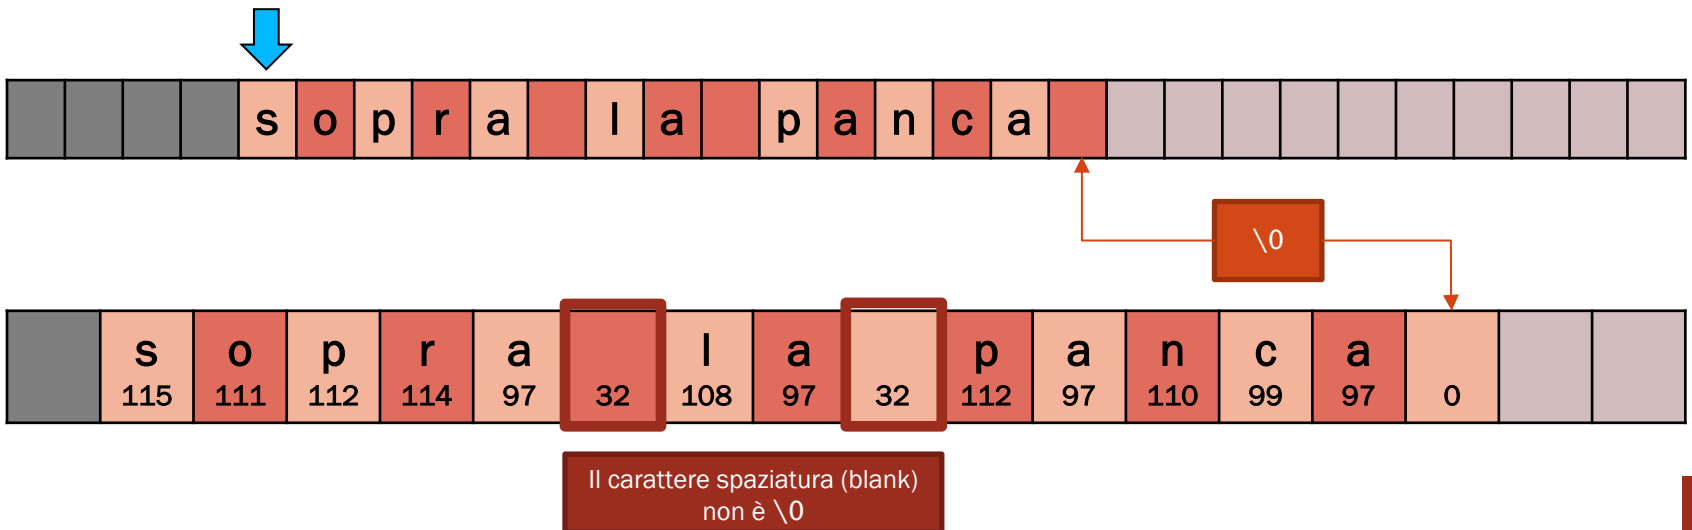 s o p r a l a p a n c a
\0
s o p r a l a p a n c a
115 111 112 114 97 32 108 97 32 112 97 110 99 97 0
Il carattere spaziatura (blank)
non è \0